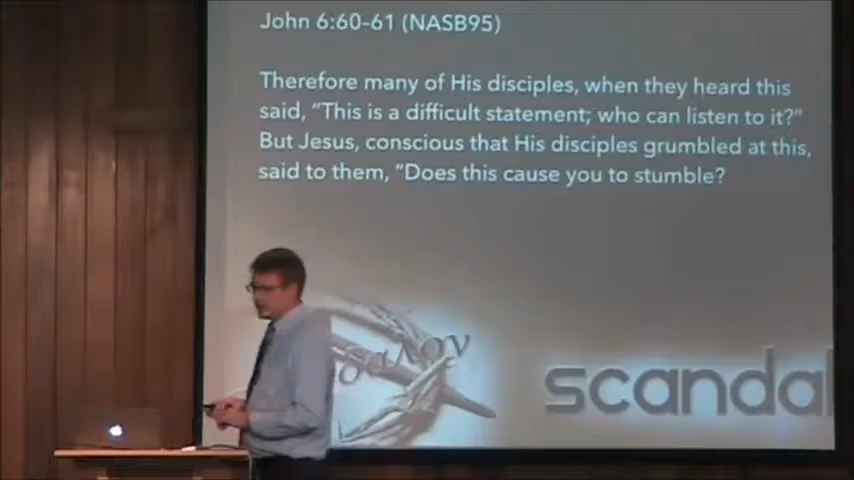 John 6:60-61 (NASB95)
Therefore many of His disciples, when they heard this
said, "This is a difficult statement; who can listen to it?"
But Jesus, conscious that His disciples grumbled at this,
said to them, "Does this cause you to stumble?
δαλον
scandal